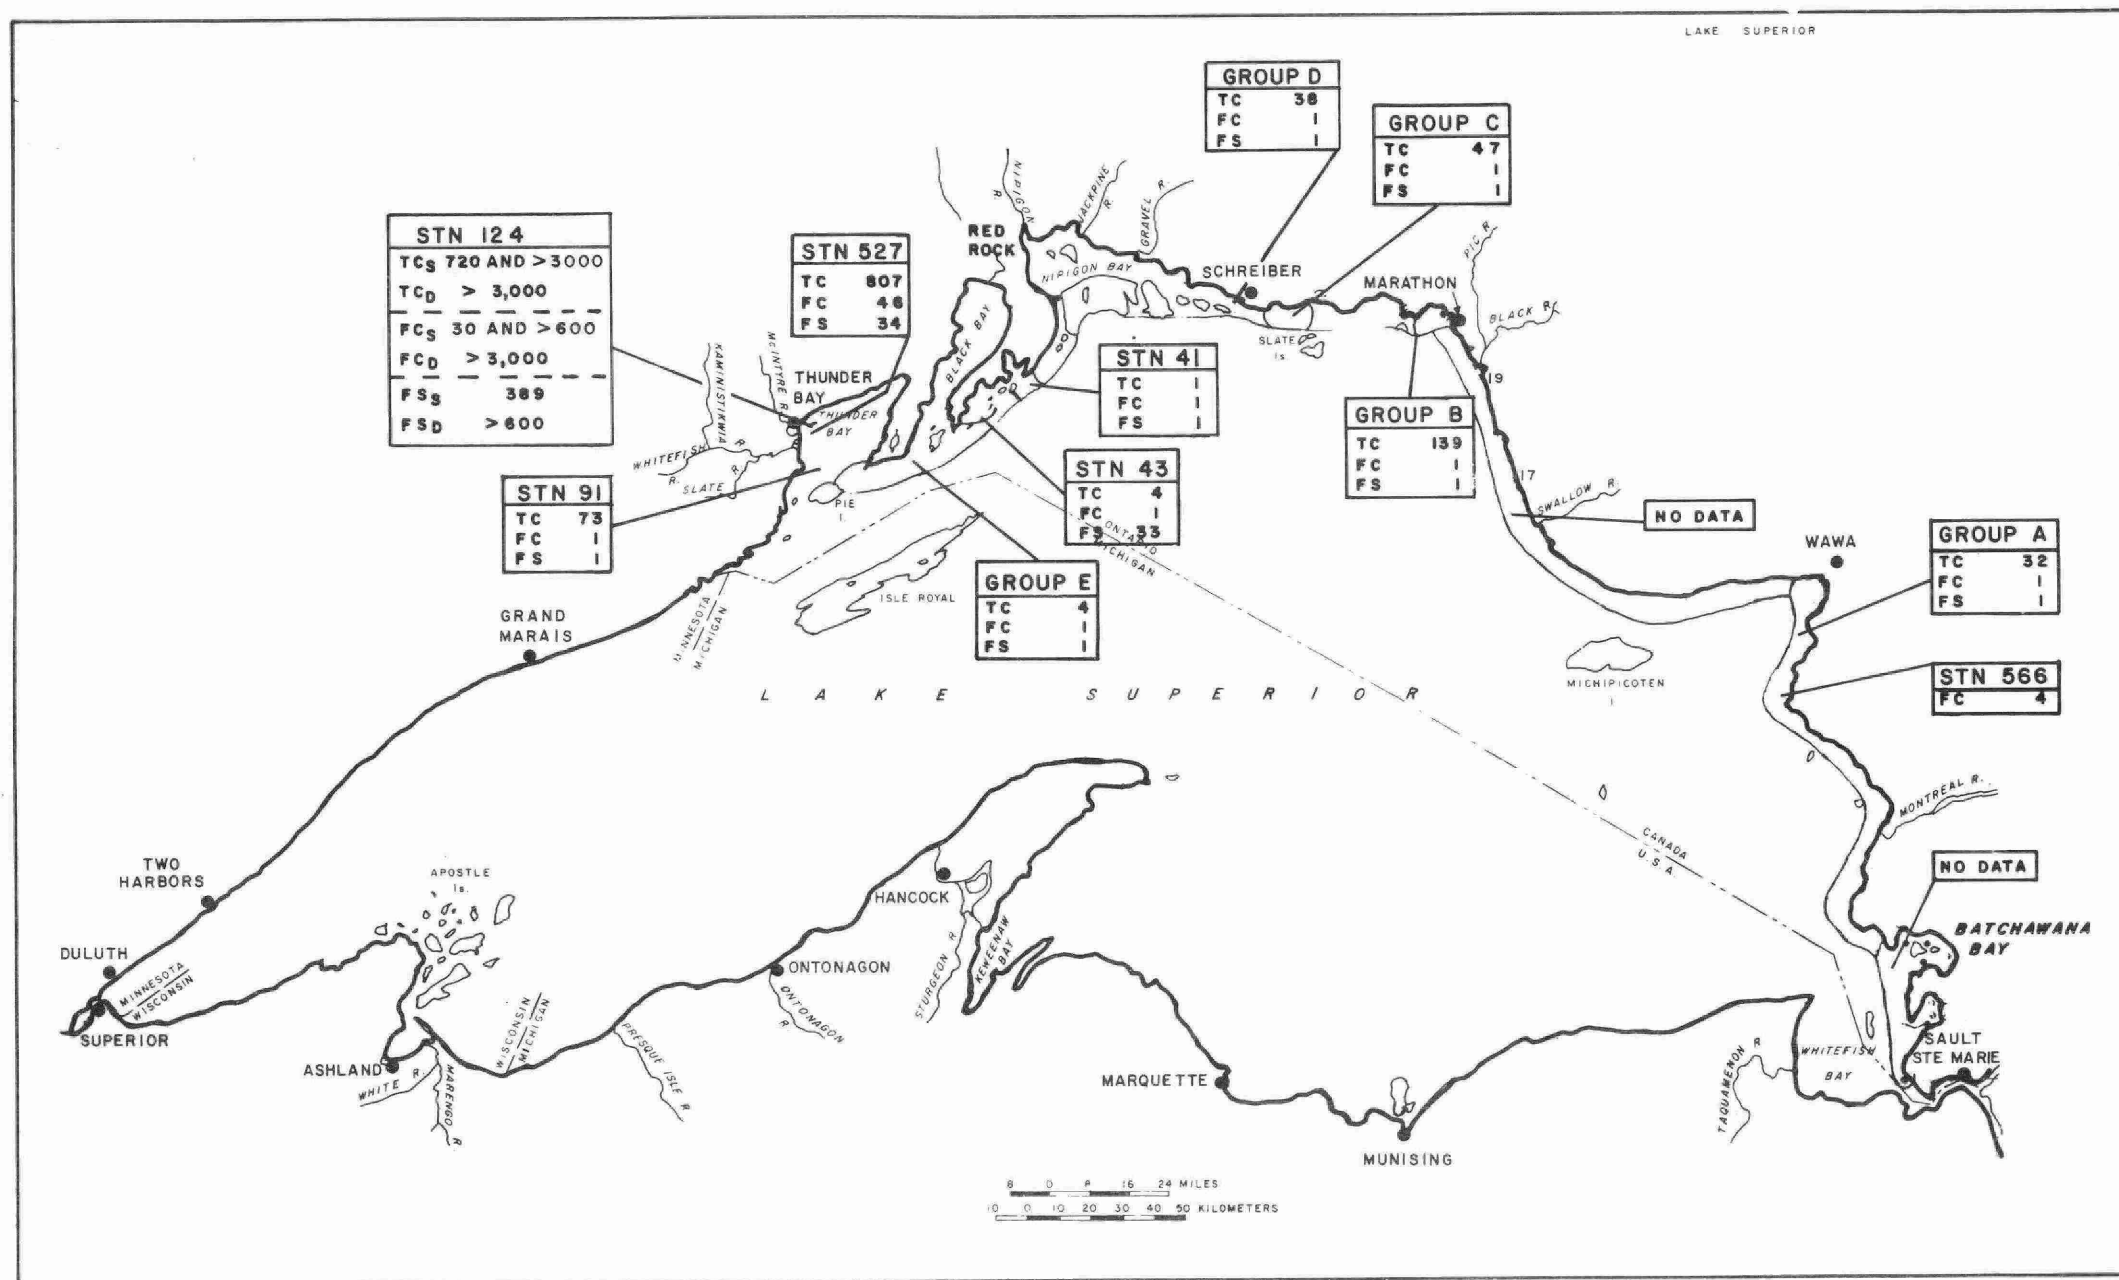 LAKE SUPERIOR
GROUP D
TC 38
FC 1
FS 1
GROUP C
TC 47
FC 1
FS 1
STN 124
TCS 720 AND >3000
TCD > 3,000
FCS 30 AND >600
FCD >3,000
FSS 389
FSD >600
STN 527
TC 807
FC 46
FS 34
NIPIGON
R.
JACKPINE
R.
GRAVEL R.
RED
ROCK
NIPIGON BAY
SCHREIBER
PIC R.
MARATHON
BLACK R.
SLATE
Is.
19
17
BLACK BAY
KAMINISTIKWIA
R.
McINTYRE R.
THUNDER
BAY
THUNDER
BAY
WHITEFISH
R.
SLATE R.
STN 41
TC 1
FC 1
FS 1
GROUP B
TC 139
FC 1
FS 1
STN 43
TC 4
FC 1
FS 33
STN 91
TC 73
FC 1
FS 1
PIE
I.
SWALLOW R.
NO DATA
ONTARIO
MICHIGAN
GROUP E
TC 4
FC 1
FS 1
ISLE ROYAL
WAWA
GROUP A
TC 32
FC 1
FS 1
GRAND
MARAIS
MINNESOTA
MICHIGAN
MICHIPICOTEN
I
STN 566
FC 4
LAKE SUPERIOR
MONTREAL R.
CANADA
U.S.A
NO DATA
TWO
HARBORS
APOSTLE
Is.
HANCOCK
BATCHAWANA
BAY
DULUTH
MINNESOTA
WISCONSIN
SUPERIOR
ONTONAGON
ONTONAGON
R
STURGEON R
KEWEENAW
BAY
ASHLAND
WHITE R.
MARENGO
R
WISCONSIN
MICHIGAN
PRESQUE ISLE R
MARQUETTE
MUNISING
TAQUAMENON R
WHITEFISH
BAY
SAULT
STE MARIE
8 0 8 16 24 MILES
10 0 10 20 30 40 50 KILOMETERS